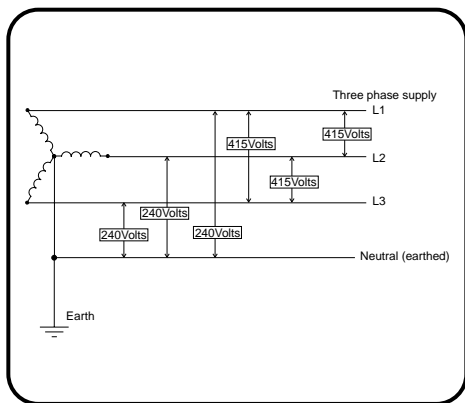 Three phase supply
L1
415Volts
415Volts
L2
415Volts
240Volts
L3
240Volts
240Volts
Neutral (earthed)
Earth